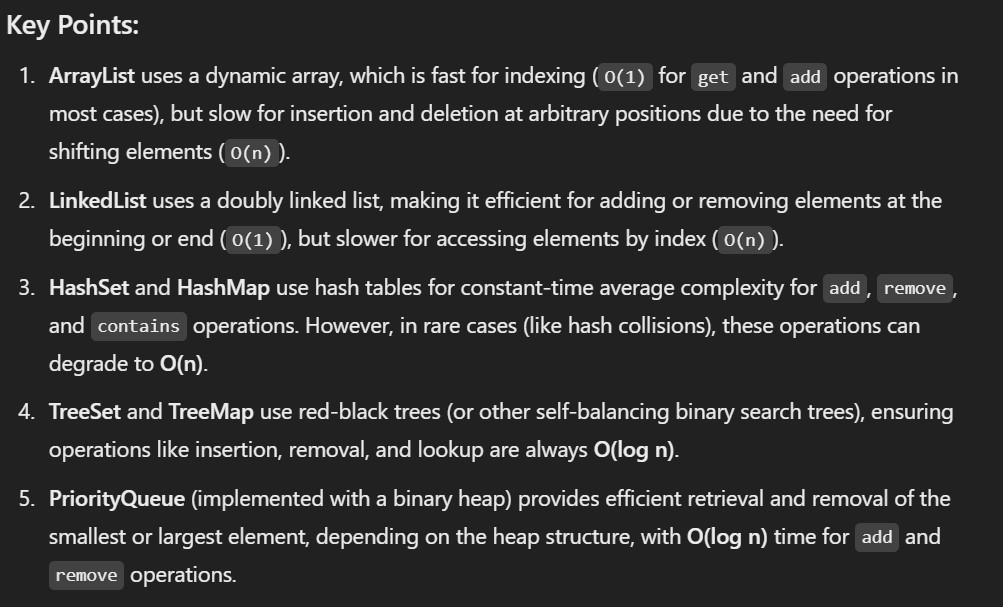 Key Points:
1. ArrayList uses a dynamic array, which is fast for indexing ( O(1) for get and add operations in
most cases), but slow for insertion and deletion at arbitrary positions due to the need for
shifting elements ( O(n) ).
2. LinkedList uses a doubly linked list, making it efficient for adding or removing elements at the
beginning or end ( O(1) ), but slower for accessing elements by index ( O(n) ).
3. HashSet and HashMap use hash tables for constant-time average complexity for add , remove ,
and contains operations. However, in rare cases (like hash collisions), these operations can
degrade to O(n).
4. TreeSet and TreeMap use red-black trees (or other self-balancing binary search trees), ensuring
operations like insertion, removal, and lookup are always O(log n).
5. PriorityQueue (implemented with a binary heap) provides efficient retrieval and removal of the
smallest or largest element, depending on the heap structure, with O(log n) time for add and
remove operations.